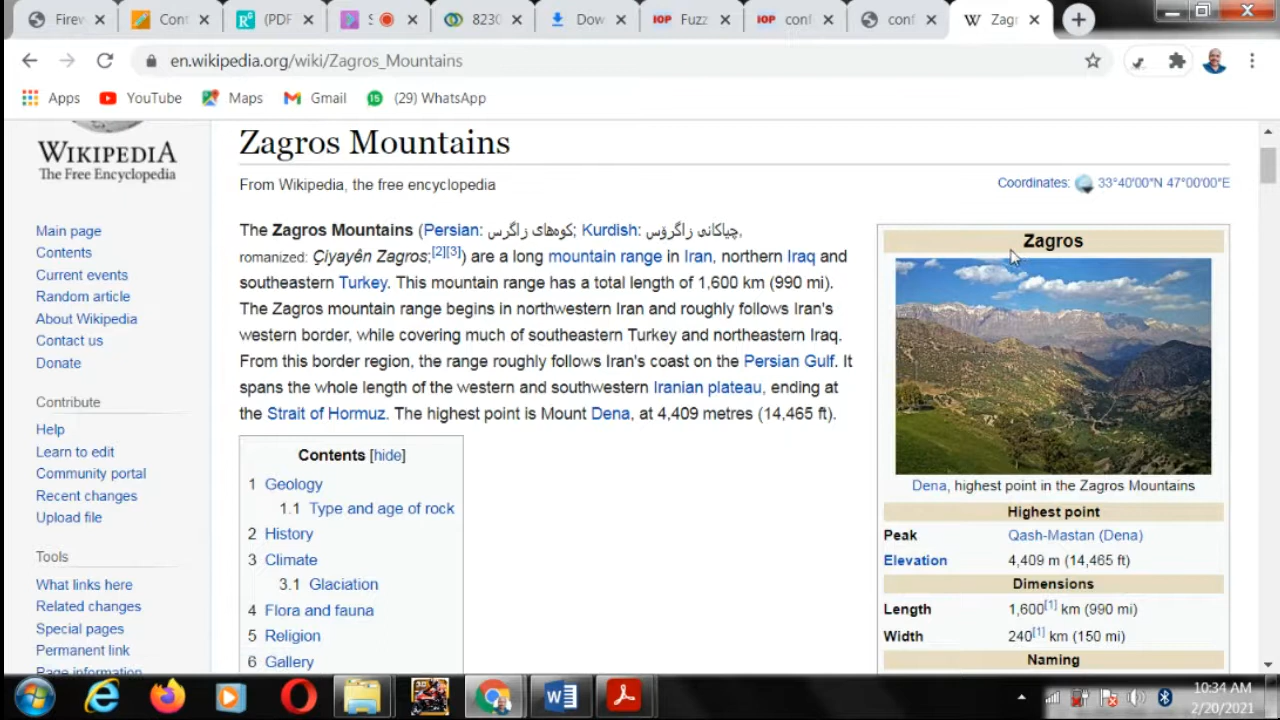 Firew
Cont
(PDF
S
823(
Dow
Fuzz
conf
conf
Zagr
en.wikipedia.org/wiki/Zagros_Mountains
Apps
YouTube
Maps
Gmail
(29) WhatsApp
WIKIPEDIA
The Free Encyclopedia
Main page
Contents
Current events
Random article
About Wikipedia
Contact us
Donate
Contribute
Help
Learn to edit
Community portal
Recent changes
Upload file
Tools
What links here
Related changes
Special pages
Permanent link
Page information
Zagros Mountains
From Wikipedia, the free encyclopedia
Coordinates: 33°40′00″N 47°00′00″E
The Zagros Mountains (Persian: کوه‌های زاگرس; Kurdish: چیاکانی زاگرۆس,
romanized: Çiyayên Zagros;[2][3]) are a long mountain range in Iran, northern Iraq and
southeastern Turkey. This mountain range has a total length of 1,600 km (990 mi).
The Zagros mountain range begins in northwestern Iran and roughly follows Iran's
western border, while covering much of southeastern Turkey and northeastern Iraq.
From this border region, the range roughly follows Iran's coast on the Persian Gulf. It
spans the whole length of the western and southwestern Iranian plateau, ending at
the Strait of Hormuz. The highest point is Mount Dena, at 4,409 metres (14,465 ft).
Contents [hide]
1 Geology
1.1 Type and age of rock
2 History
3 Climate
3.1 Glaciation
4 Flora and fauna
5 Religion
6 Gallery
Zagros
Dena, highest point in the Zagros Mountains
Highest point
Peak Qash-Mastan (Dena)
Elevation 4,409 m (14,465 ft)
Dimensions
Length 1,600[1] km (990 mi)
Width 240[1] km (150 mi)
Naming
10:34 AM
2/20/2021